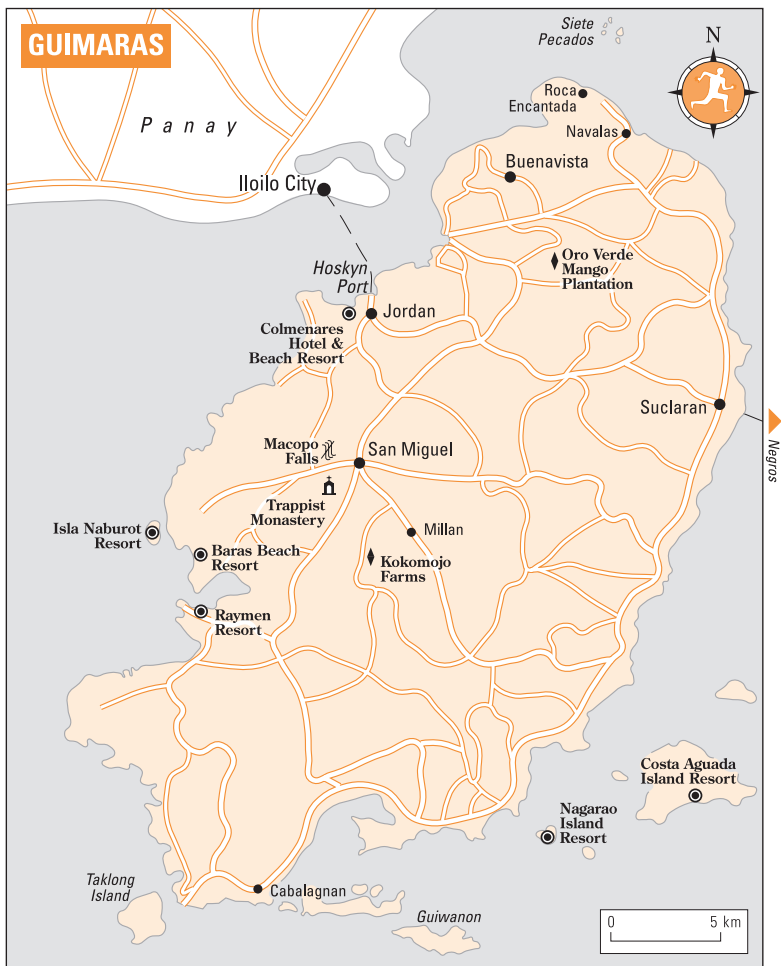 GUIMARAS
Siete
Pecados
N
Roca
Encantada
Panay
Navalas
Buenavista
Iloilo City
Oro Verde
Mango
Plantation
Hoskyn
Port
Jordan
Colmenares
Hotel &
Beach Resort
Suclaran
Negros
Macopo
Falls
San Miguel
Trappist
Monastery
Isla Naburot
Resort
Millan
Baras Beach
Resort
Kokomojo
Farms
Raymen
Resort
Costa Aguada
Island Resort
Nagarao
Island
Resort
Taklong
Island
Cabalagnan
Guiwanon
0 5 km